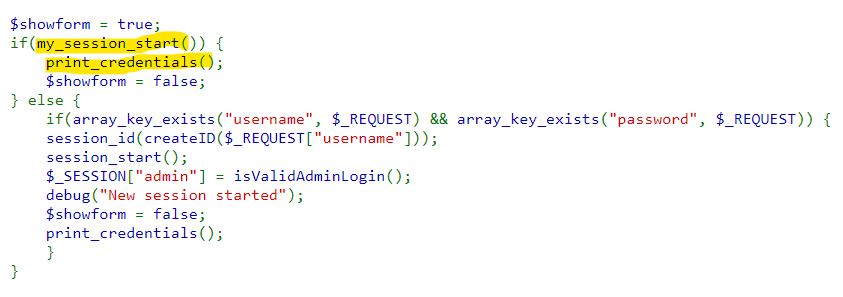 $showform = true;
if(my_session_start()) {
    print_credentials();
    $showform = false;
} else {
    if(array_key_exists("username", $_REQUEST) && array_key_exists("password", $_REQUEST)) {
    session_id(createID($_REQUEST["username"]));
    session_start();
    $_SESSION["admin"] = isValidAdminLogin();
    debug("New session started");
    $showform = false;
    print_credentials();
    }
}